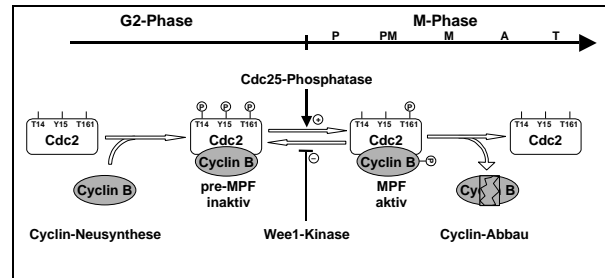 G2-Phase M-Phase
P PM M A T
Cdc25-Phosphatase
P P P + P
T14 Y15 T161 T14 Y15 T161 T14 Y15 T161 T14 Y15 T161
Cdc2 Cdc2 Cdc2 Cdc2
Cyclin B Cyclin B − Cyclin B P Cy B
pre-MPF MPF
inaktiv aktiv
Cyclin-Neusynthese Wee1-Kinase Cyclin-Abbau